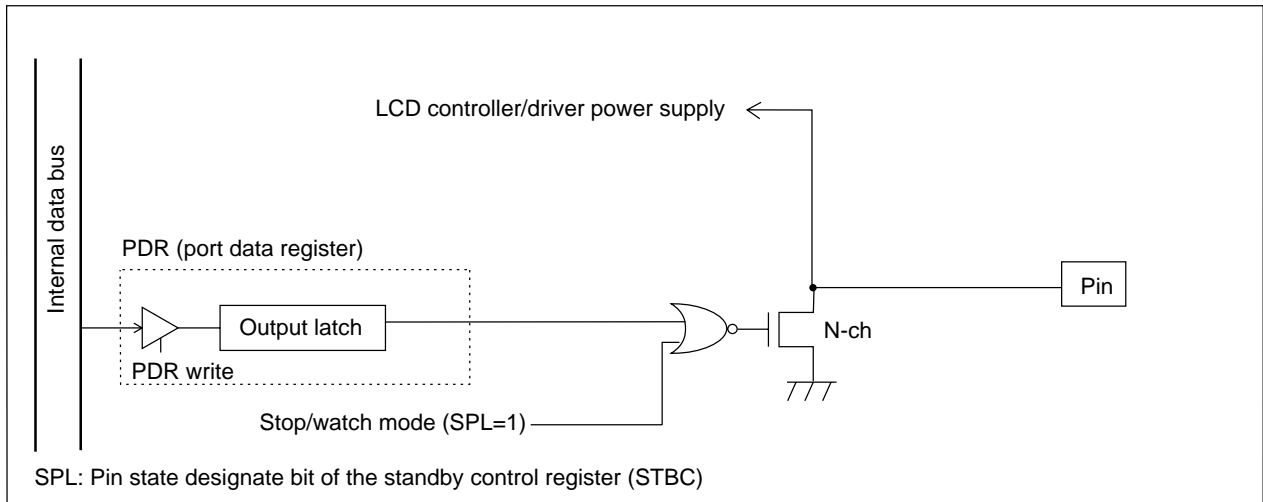 LCD controller/driver power supply
Internal data bus
PDR (port data register)
Pin
Output latch
N-ch
PDR write
Stop/watch mode (SPL=1)
SPL: Pin state designate bit of the standby control register (STBC)